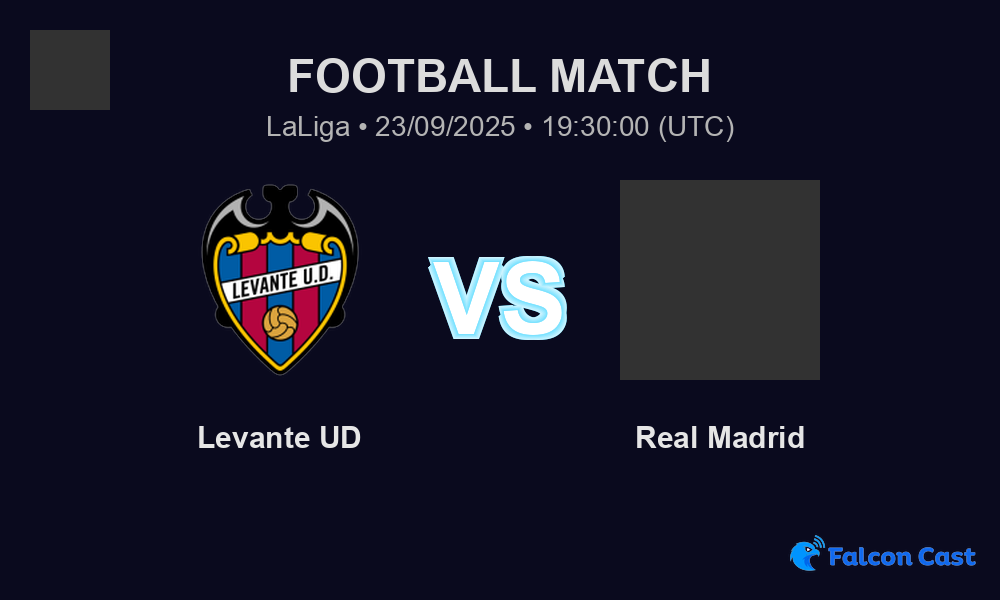 FOOTBALL MATCH
LaLiga • 23/09/2025 • 19:30:00 (UTC)
LEVANTE U.D.
VS
Levante UD
Real Madrid
Falcon Cast